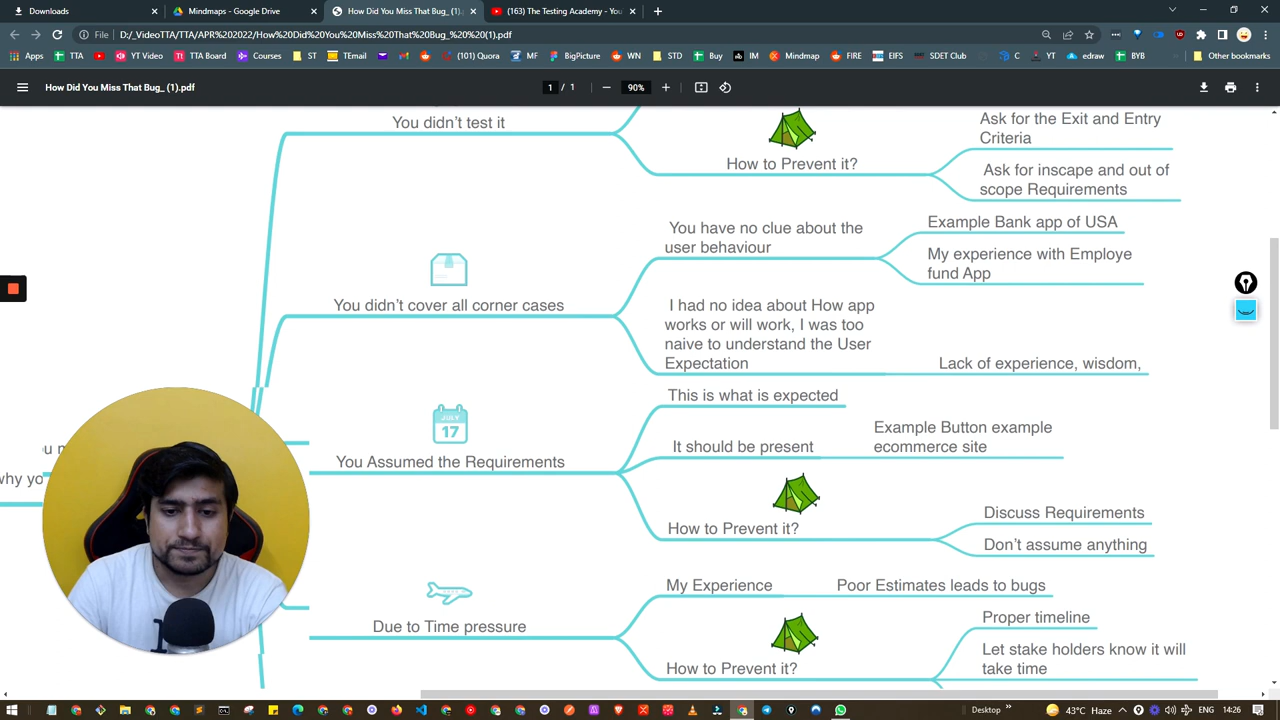 Downloads
Mindmaps - Google Drive
How Did You Miss That Bug_ (1).p
(163) The Testing Academy - You
File
D:/_VideoTTA/TTA/APR%202022/How%20Did%20You%20Miss%20That%20Bug_%20%20(1).pdf
Apps
TTA
YT Video
TTA Board
Courses
ST
TEmail
(101) Quora
MF
BigPicture
WN
STD
Buy
IM
Mindmap
FIRE
EIFS
SDET Club
C
YT
edraw
BYB
Other bookmarks
How Did You Miss That Bug_ (1).pdf
1 / 1
90%
You didn't test it
How to Prevent it?
Ask for the Exit and Entry
Criteria
Ask for inscape and out of
scope Requirements
You didn't cover all corner cases
You have no clue about the
user behaviour
Example Bank app of USA
My experience with Employe
fund App
I had no idea about How app
works or will work, I was too
naive to understand the User
Expectation
Lack of experience, wisdom,
JULY
17
You Assumed the Requirements
This is what is expected
It should be present
Example Button example
ecommerce site
How to Prevent it?
Discuss Requirements
Don't assume anything
why yo
Due to Time pressure
My Experience
Poor Estimates leads to bugs
How to Prevent it?
Proper timeline
Let stake holders know it will
take time
Desktop
43°C Haze
ENG
14:26